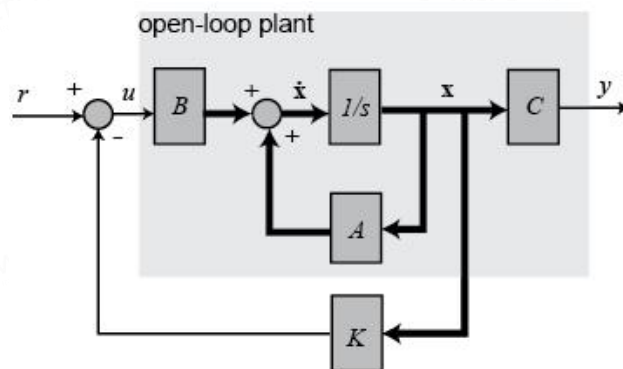 open-loop plant
r + - u B + + ẋ 1/s x C y
A
K